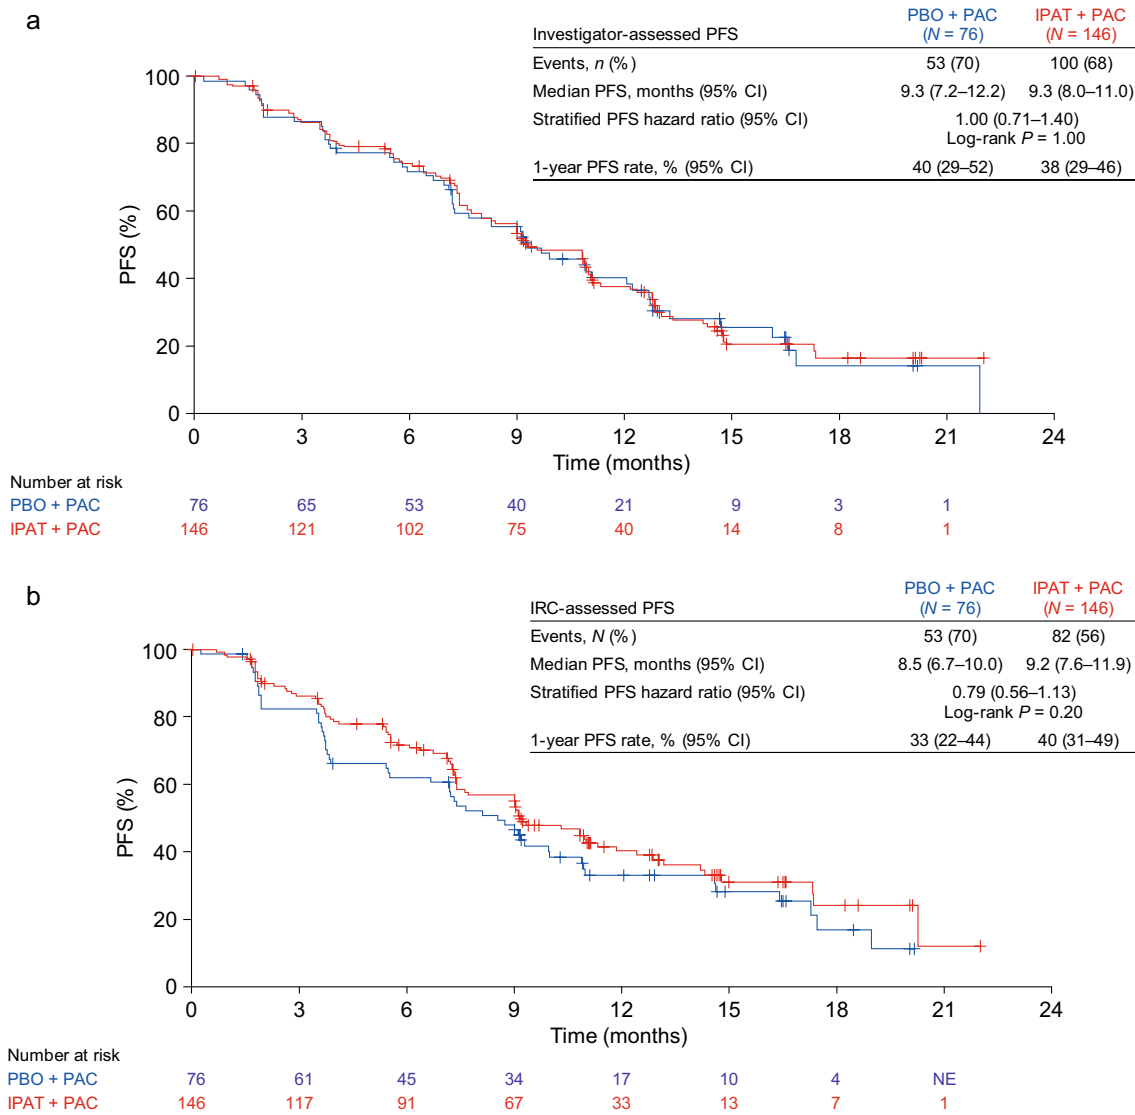 a
PBO + PAC IPAT + PAC
Investigator-assessed PFS (N = 76) (N = 146)
Events, n (%) 53 (70) 100 (68)
Median PFS, months (95% CI) 9.3 (7.2–12.2) 9.3 (8.0–11.0)
Stratified PFS hazard ratio (95% CI) 1.00 (0.71–1.40)
Log-rank P = 1.00
1-year PFS rate, % (95% CI) 40 (29–52) 38 (29–46)
PFS (%)
100
80
60
40
20
0
0 3 6 9 12 15 18 21 24
Time (months)
Number at risk
PBO + PAC 76 65 53 40 21 9 3 1
IPAT + PAC 146 121 102 75 40 14 8 1
b
PBO + PAC IPAT + PAC
IRC-assessed PFS (N = 76) (N = 146)
Events, N (%) 53 (70) 82 (56)
Median PFS, months (95% CI) 8.5 (6.7–10.0) 9.2 (7.6–11.9)
Stratified PFS hazard ratio (95% CI) 0.79 (0.56–1.13)
Log-rank P = 0.20
1-year PFS rate, % (95% CI) 33 (22–44) 40 (31–49)
PFS (%)
100
80
60
40
20
0
0 3 6 9 12 15 18 21 24
Time (months)
Number at risk
PBO + PAC 76 61 45 34 17 10 4 NE
IPAT + PAC 146 117 91 67 33 13 7 1